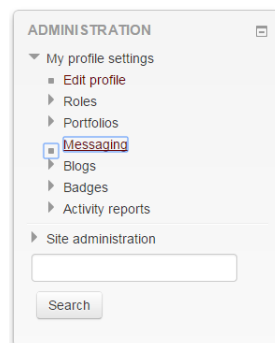 ADMINISTRATION
My profile settings
Edit profile
Roles
Portfolios
Messaging
Blogs
Badges
Activity reports
Site administration
Search